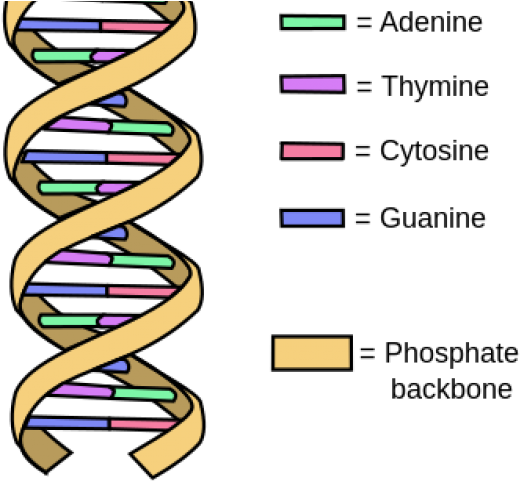 = Adenine
= Thymine
= Cytosine
= Guanine
= Phosphate
backbone